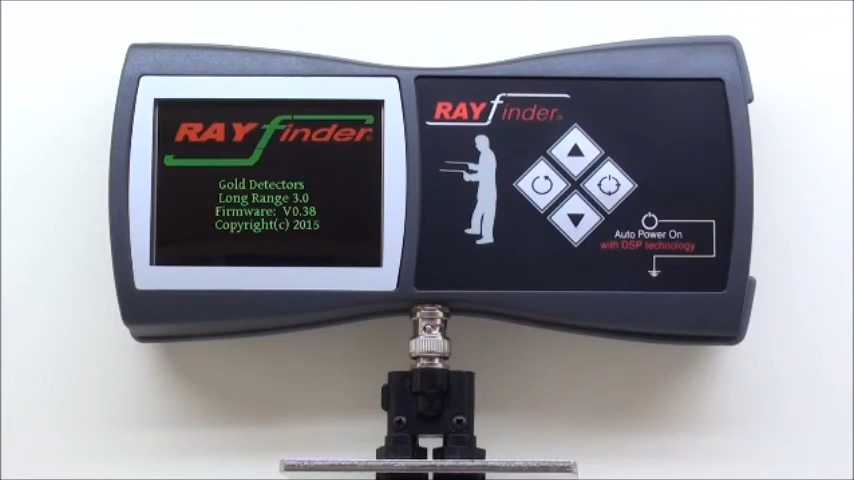 RAYfinder®
Gold Detectors
Long Range 3.0
Firmware: V0.38
Copyright(c) 2015
RAYfinder®
Auto Power On
with DSP technology